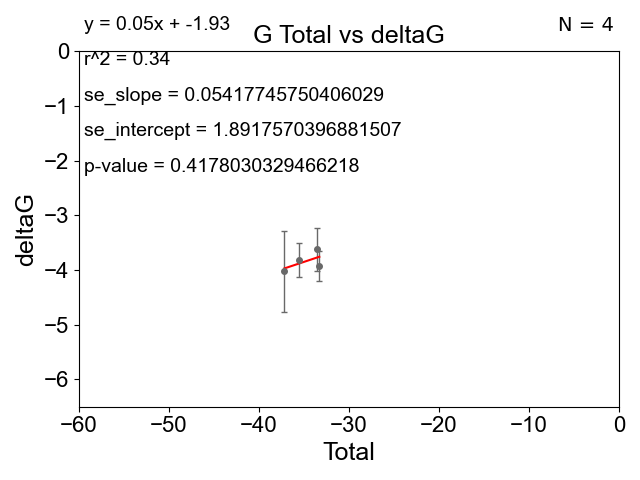 y = 0.05x + -1.93
G Total vs deltaG
N = 4
r^2 = 0.34
se_slope = 0.05417745750406029
se_intercept = 1.8917570396881507
p-value = 0.4178030329466218
deltaG
0
−1
−2
−3
−4
−5
−6
−60 −50 −40 −30 −20 −10 0
Total